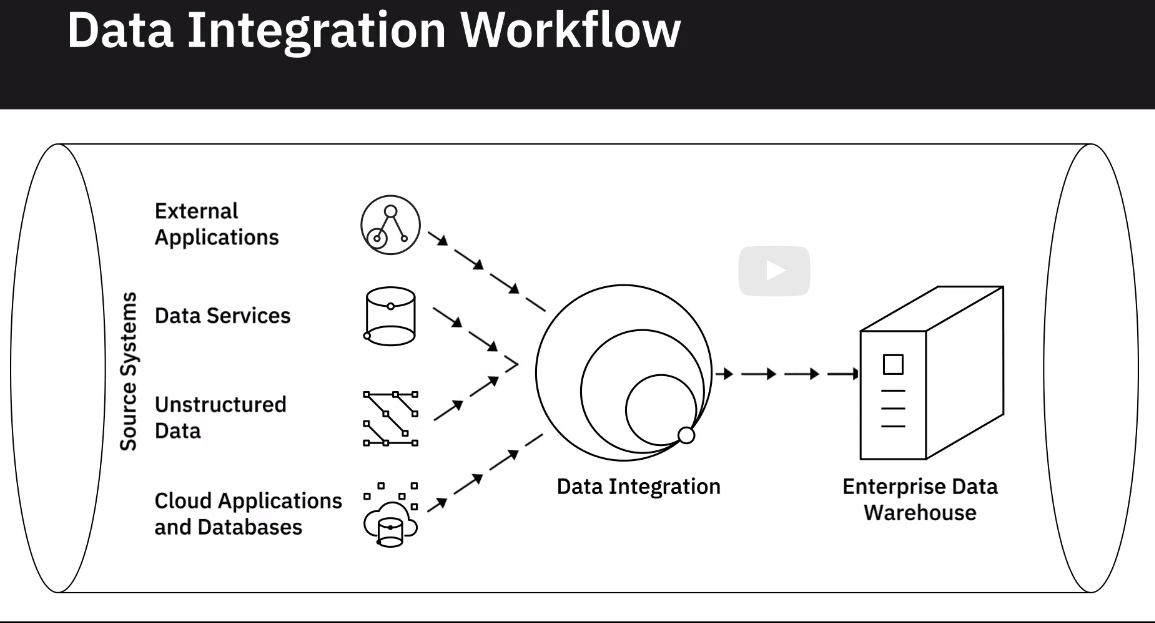 Data Integration Workflow
Source Systems
External
Applications
Data Services
Unstructured
Data
Cloud Applications
and Databases
Data Integration
Enterprise Data
Warehouse